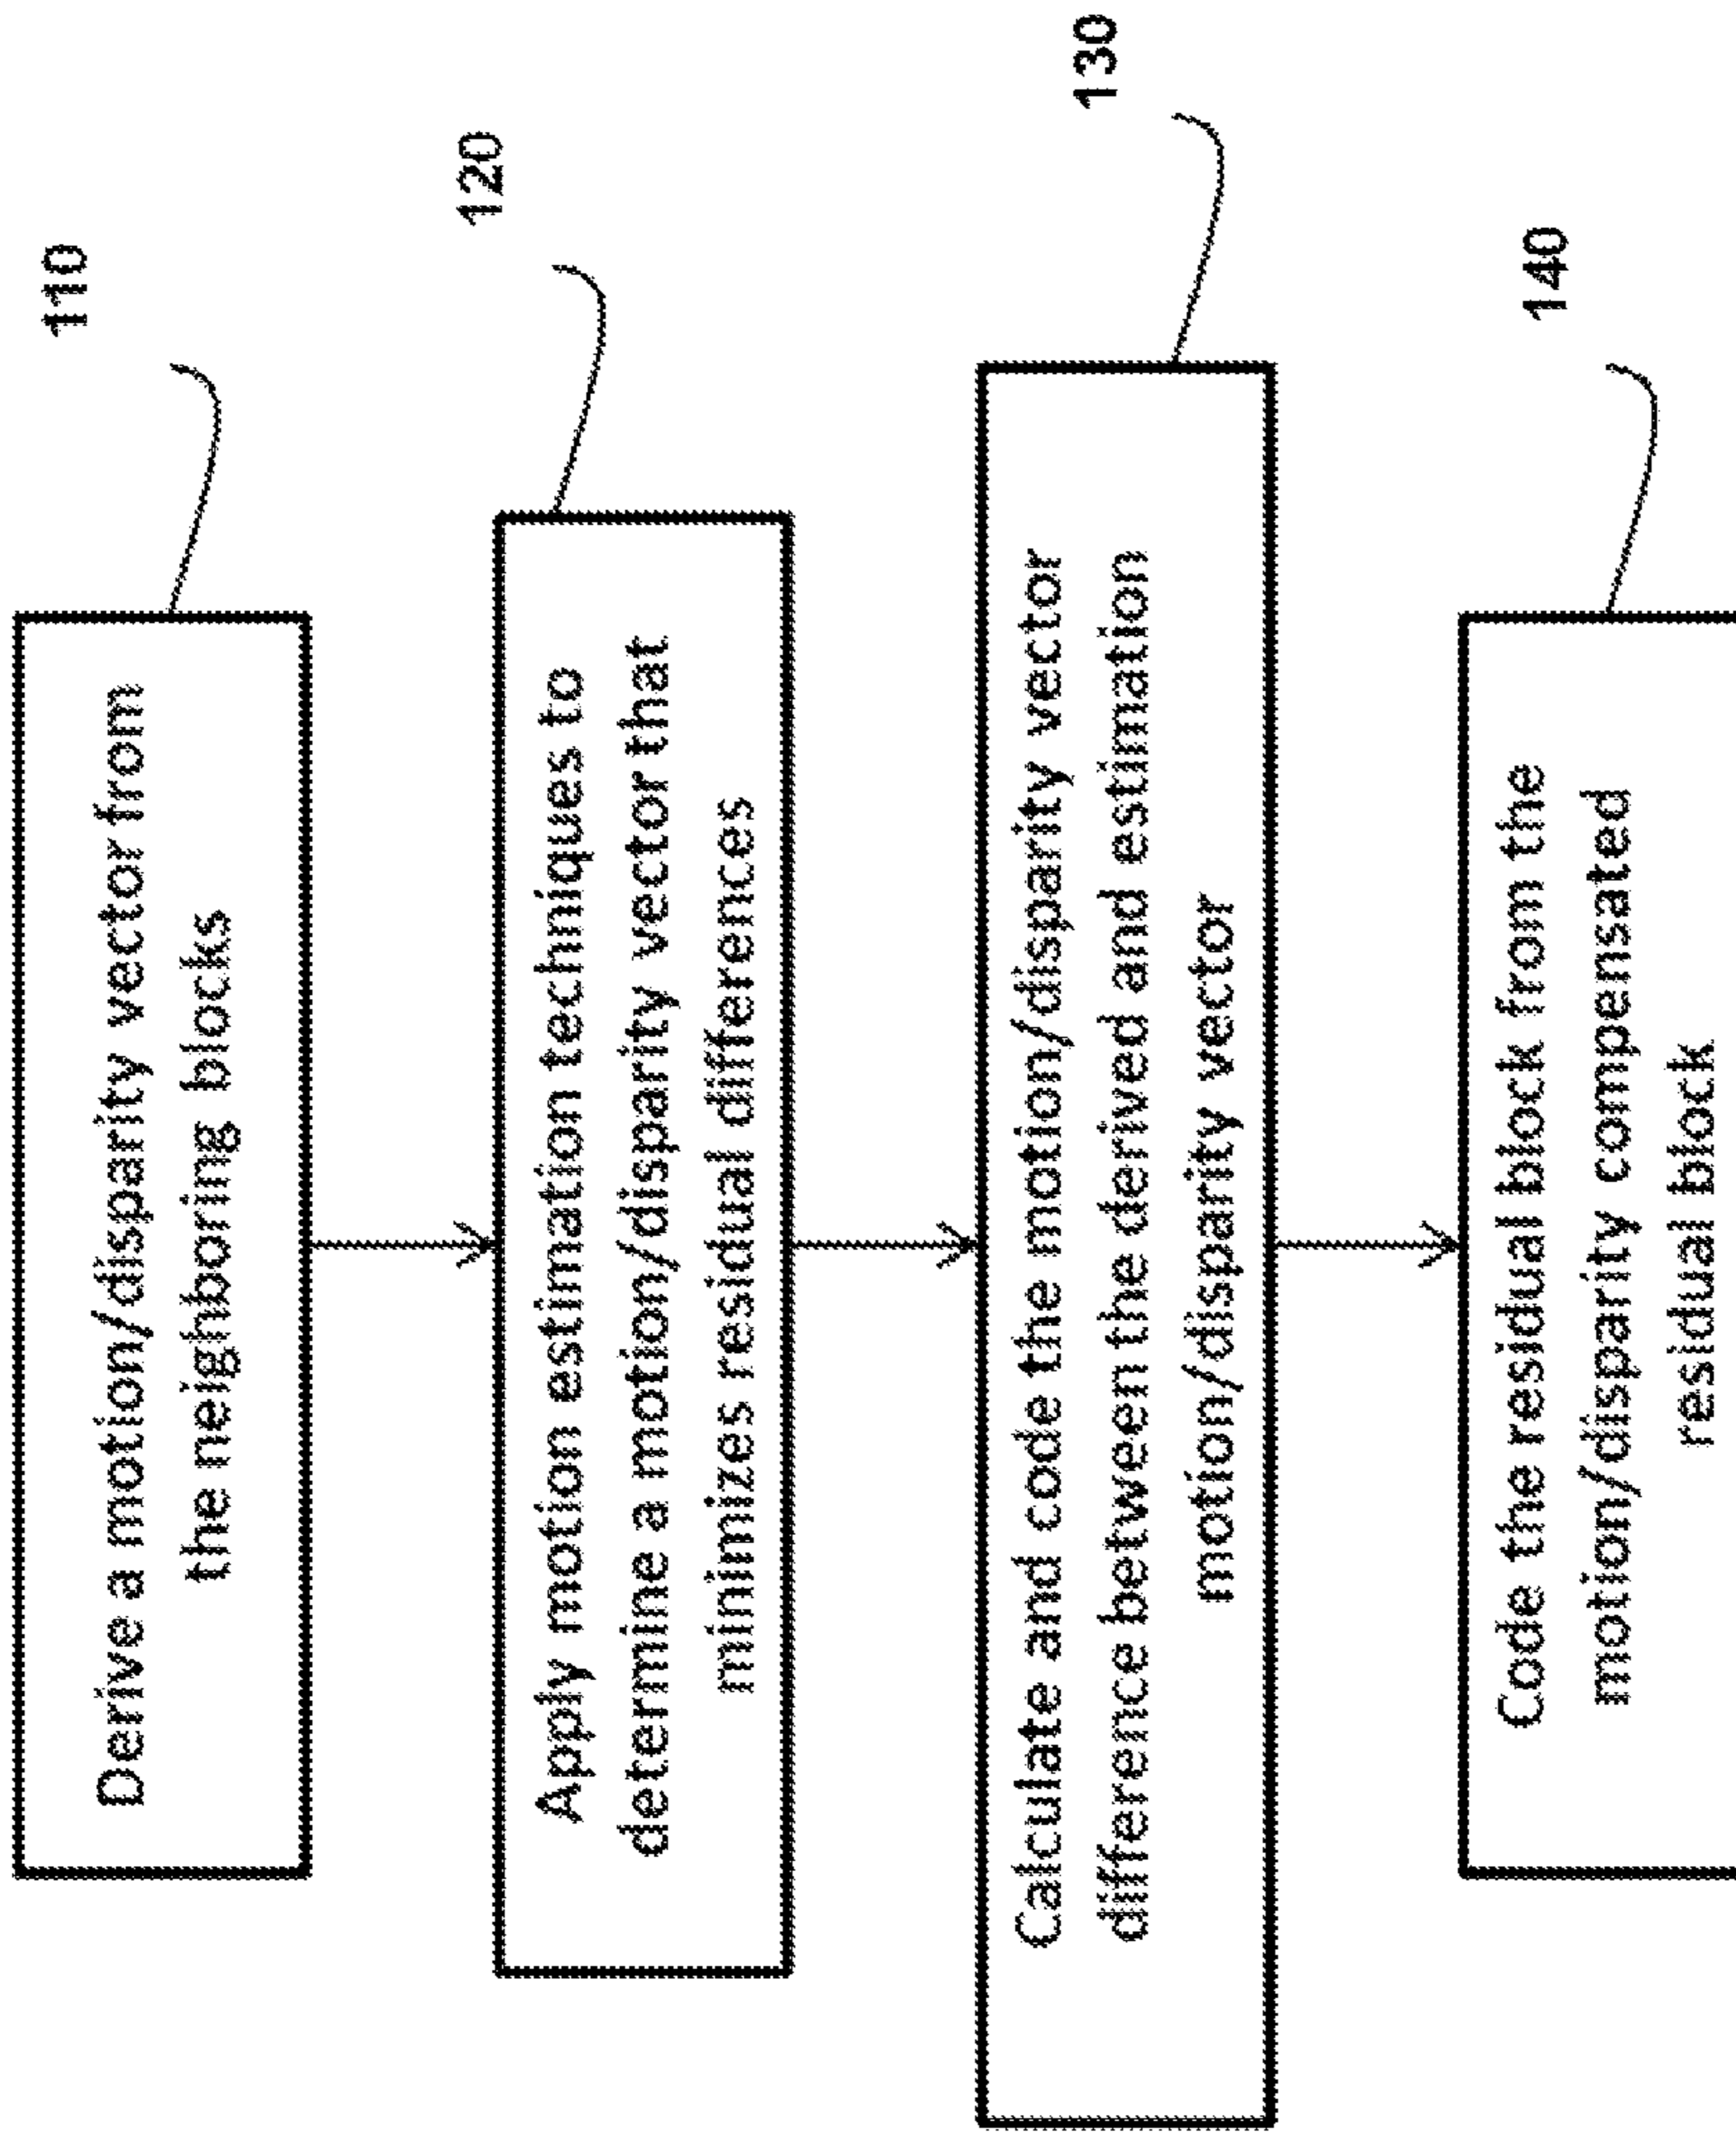 110
Derive a motion/disparity vector from
the neighboring blocks
120
Apply motion estimation techniques to
determine a motion/disparity vector that
minimizes residual differences
130
Calculate and code the motion/disparity vector
difference between the derived and estimation
motion/disparity vector
140
Code the residual block from the
motion/disparity compensated
residual block